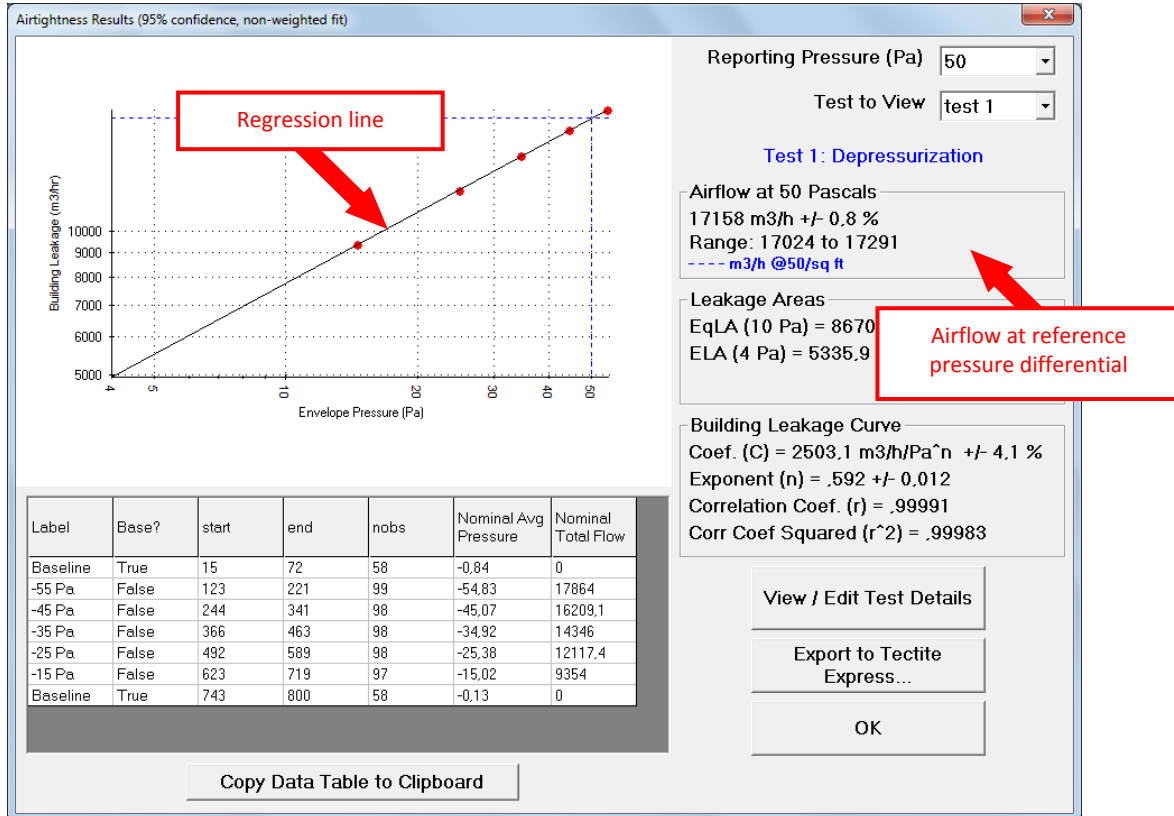 Airtightness Results (95% confidence, non-weighted fit)
x
Regression line
Building Leakage (m3/hr)
10000
9000
8000
7000
6000
5000
4
5
10
20
30
40
50
Envelope Pressure (Pa)
Reporting Pressure (Pa) 50
Test to View test 1
Test 1: Depressurization
Airflow at 50 Pascals
17158 m3/h +/- 0,8 %
Range: 17024 to 17291
---- m3/h @50/sq ft
Leakage Areas
EqLA (10 Pa) = 8670
ELA (4 Pa) = 5335,9
Airflow at reference
pressure differential
Building Leakage Curve
Coef. (C) = 2503,1 m3/h/Pa^n +/- 4,1 %
Exponent (n) = ,592 +/- 0,012
Correlation Coef. (r) = ,99991
Corr Coef Squared (r^2) = ,99983
Label Base? start end nobs Nominal Avg Pressure Nominal Total Flow
Baseline True 15 72 58 -0,84 0
-55 Pa False 123 221 99 -54,83 17864
-45 Pa False 244 341 98 -45,07 16209,1
-35 Pa False 366 463 98 -34,92 14346
-25 Pa False 492 589 98 -25,38 12117,4
-15 Pa False 623 719 97 -15,02 9354
Baseline True 743 800 58 -0,13 0
View / Edit Test Details
Export to Tectite
Express...
OK
Copy Data Table to Clipboard